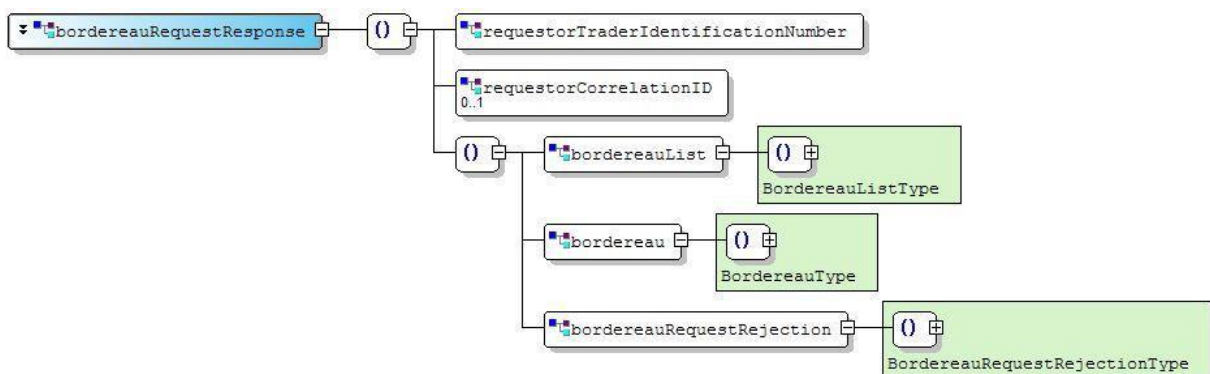 bordereauRequestResponse
()
requestorTraderIdentificationNumber
requestorCorrelationID
0..1
()
bordereauList
()
BordereauListType
bordereau
()
BordereauType
bordereauRequestRejection
()
BordereauRequestRejectionType